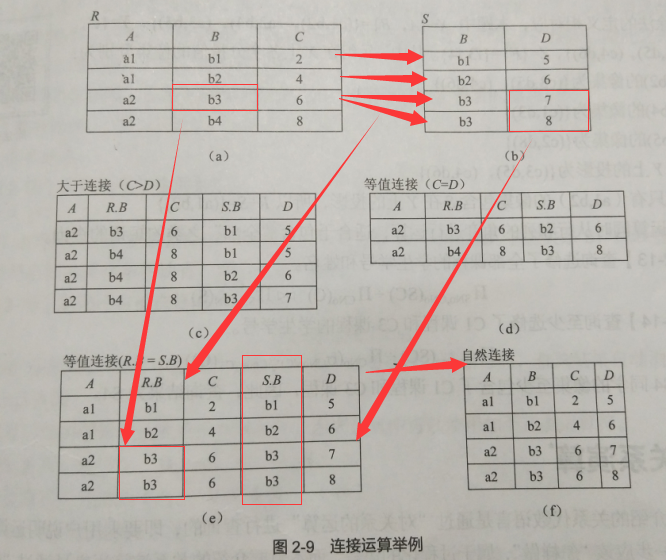 R
A B C
a1 b1 2
a1 b2 4
a2 b3 6
a2 b4 8
(a)
S
B D
b1 5
b2 6
b3 7
b3 8
(b)
大于连接（C>D）
A R.B C S.B D
a2 b3 6 b1 5
a2 b4 8 b1 5
a2 b4 8 b2 6
a2 b4 8 b3 7
(c)
等值连接（C=D）
A R.B C S.B D
a2 b3 6 b2 6
a2 b4 8 b3 8
(d)
等值连接(R.B = S.B)
A R.B C S.B D
a1 b1 2 b1 5
a1 b2 4 b2 6
a2 b3 6 b3 7
a2 b3 6 b3 8
(e)
自然连接
A B C D
a1 b1 2 5
a1 b2 4 6
a2 b3 6 7
a2 b3 6 8
(f)
图 2-9 连接运算举例